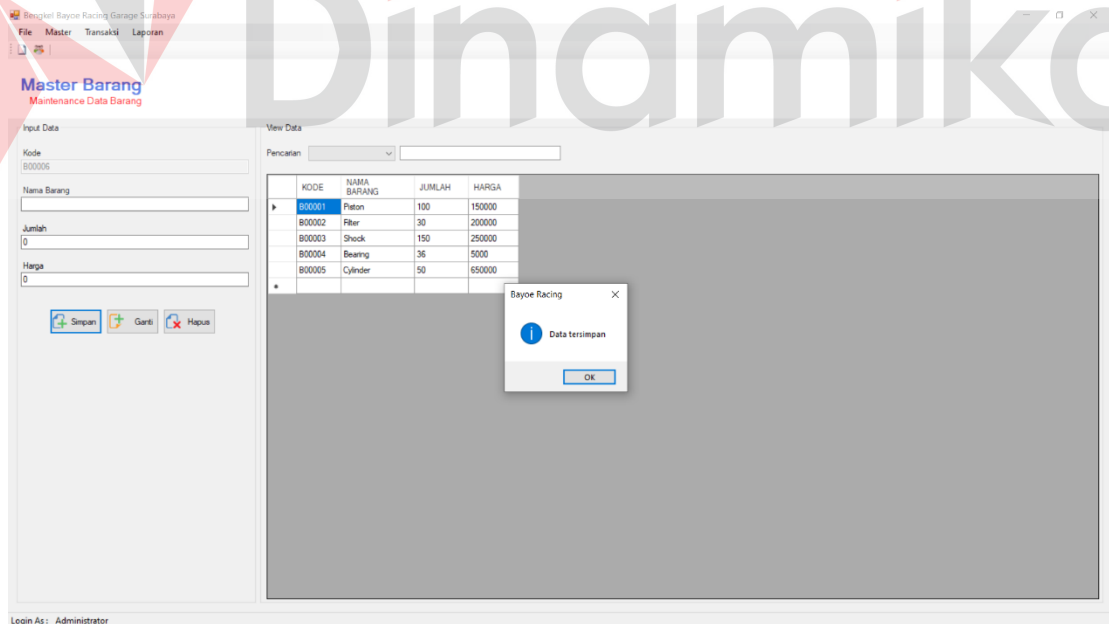 Dinamika
Bengkel Bayoe Racing Garage Surabaya
File Master Transaksi Laporan
Master Barang
Maintenance Data Barang
Input Data
Kode
B00006
Nama Barang
Jumlah
0
Harga
0
Simpan Ganti Hapus
View Data
Pencarian
KODE NAMA BARANG JUMLAH HARGA
B00001 Piston 100 150000
B00002 Filter 30 200000
B00003 Shock 150 250000
B00004 Bearing 36 5000
B00005 Cylinder 50 650000
Bayoe Racing
Data tersimpan
OK
Login As : Administrator